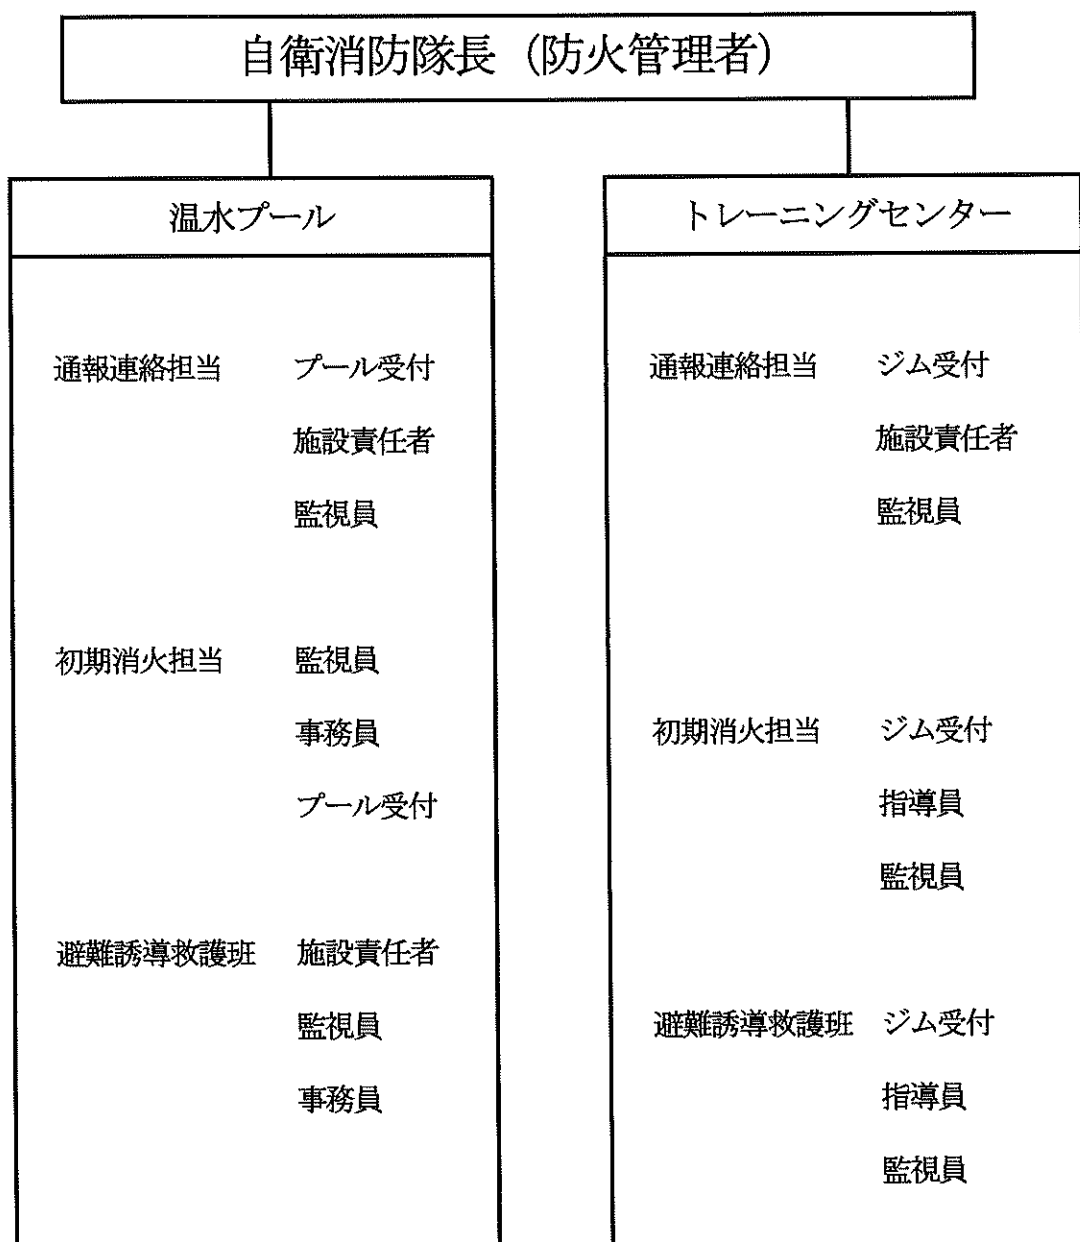 自衛消防隊長（防火管理者）
温水プール
通報連絡担当 プール受付
施設責任者
監視員
初期消火担当 監視員
事務員
プール受付
避難誘導救護班 施設責任者
監視員
事務員
トレーニングセンター
通報連絡担当 ジム受付
施設責任者
監視員
初期消火担当 ジム受付
指導員
監視員
避難誘導救護班 ジム受付
指導員
監視員